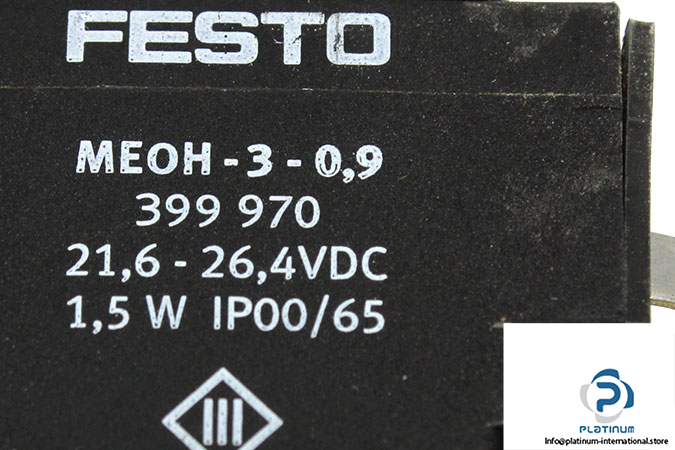 FESTO
MEOH - 3 - 0,9
399 970
21,6 - 26,4VDC
1,5 W IP00/65
III
PLATINUM
Info@platinum-international.store